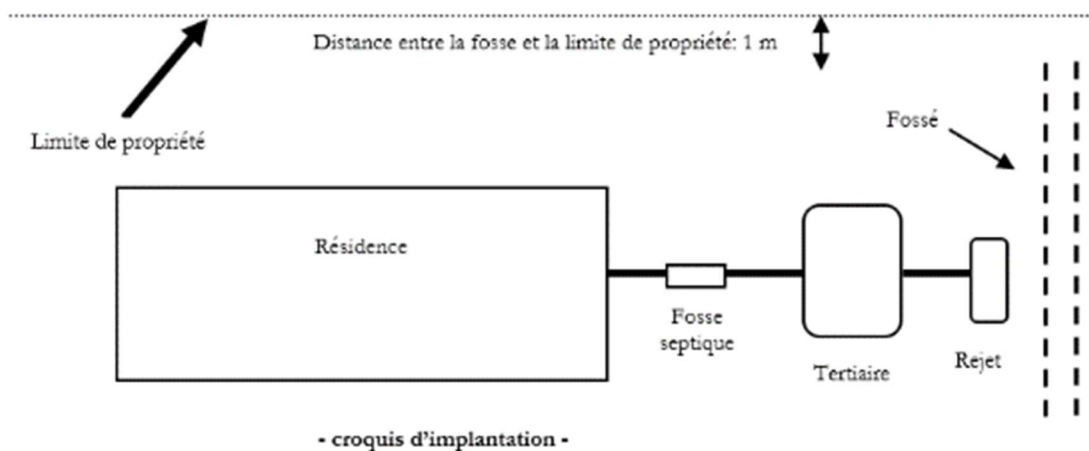 Distance entre la fosse et la limite de propriété: 1 m
Limite de propriété
Fossé
Résidence
Fosse
septique
Tertiaire
Rejet
- croquis d'implantation -